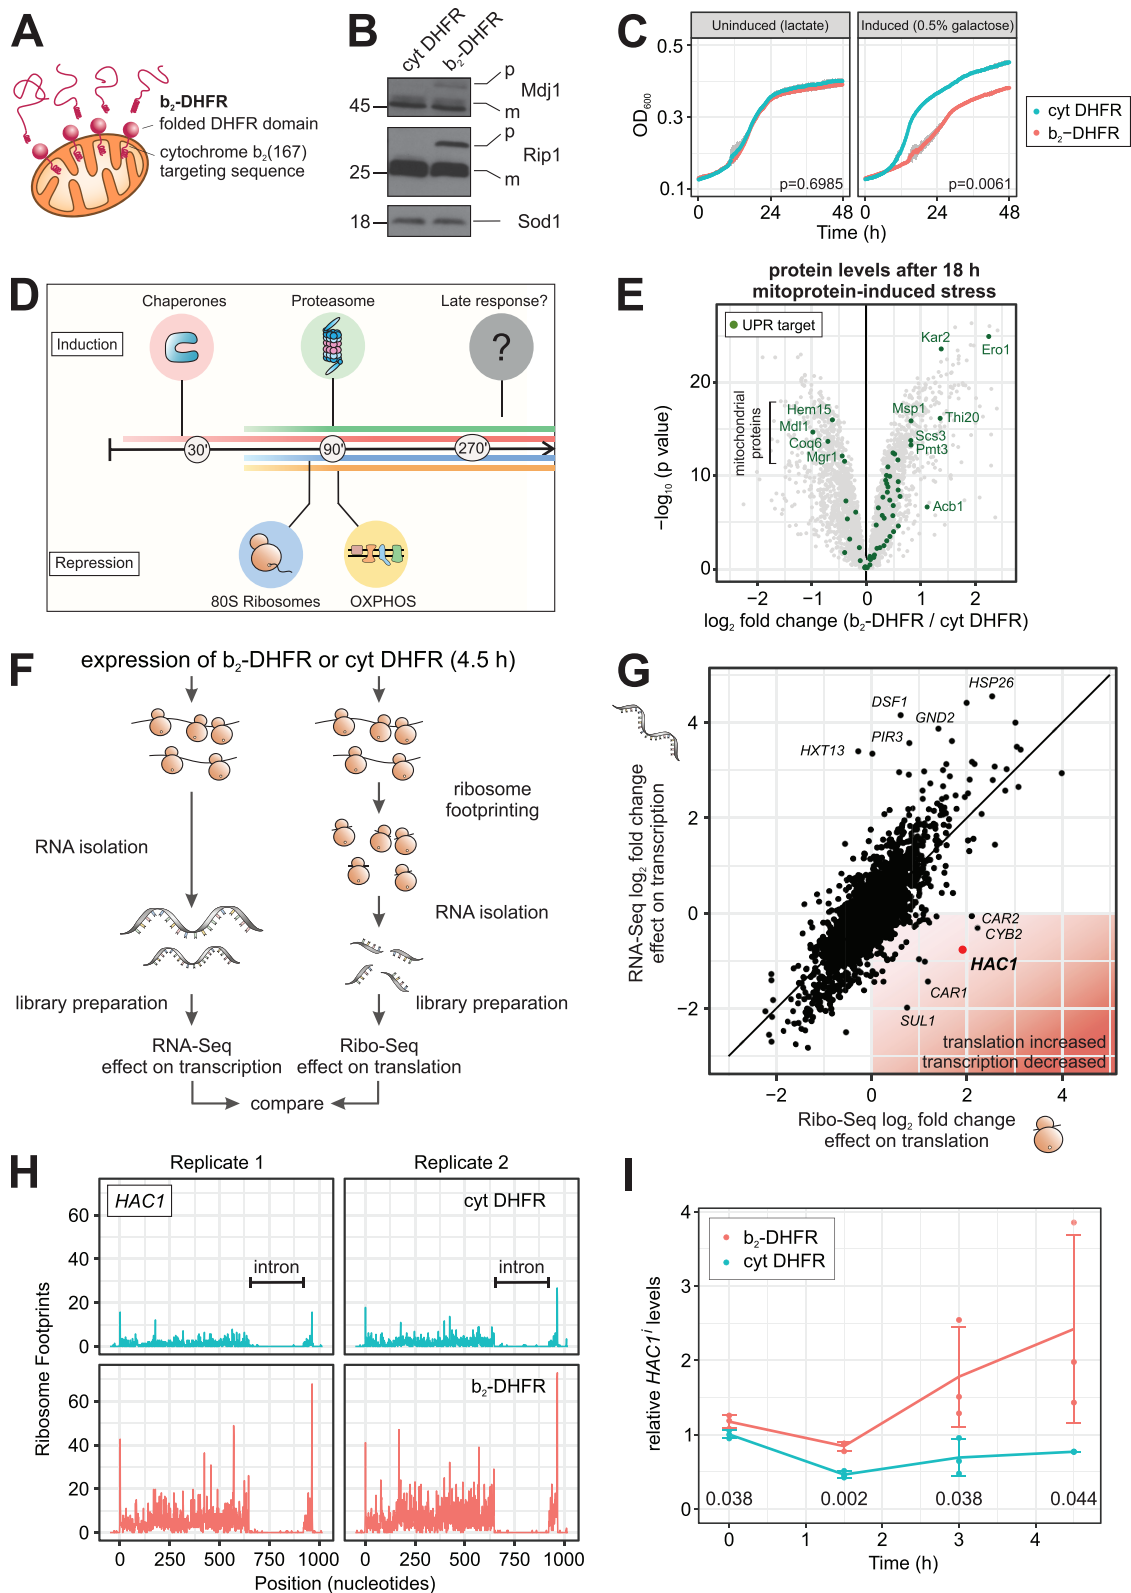 A
b2-DHFR
folded DHFR domain
cytochrome b2(167)
targeting sequence
B
cyt DHFR
b2-DHFR
p
Mdj1
45
m
p
Rip1
25
m
18
Sod1
C
Uninduced (lactate)
Induced (0.5% galactose)
0.5
0.3
0.1
OD600
p=0.6985
p=0.0061
0
24
48
0
24
48
Time (h)
cyt DHFR
b2−DHFR
D
Chaperones
Proteasome
Late response?
Induction
?
30'
90'
270'
Repression
80S Ribosomes
OXPHOS
E
protein levels after 18 h
mitoprotein-induced stress
UPR target
Kar2
Ero1
20
10
0
−log10 (p value)
mitochondrial
proteins
Hem15
Mdl1
Coq6
Mgr1
Msp1
Thi20
Scs3
Pmt3
Acb1
−2
−1
0
1
2
log2 fold change (b2-DHFR / cyt DHFR)
F
expression of b2-DHFR or cyt DHFR (4.5 h)
ribosome
footprinting
RNA isolation
RNA isolation
library preparation
library preparation
RNA-Seq
effect on transcription
Ribo-Seq
effect on translation
compare
G
HSP26
DSF1
GND2
PIR3
HXT13
CAR2
CYB2
HAC1
CAR1
SUL1
translation increased
transcription decreased
4
2
0
−2
RNA-Seq log2 fold change
effect on transcription
−2
0
2
4
Ribo-Seq log2 fold change
effect on translation
H
Replicate 1
Replicate 2
HAC1
cyt DHFR
intron
intron
60
40
20
0
b2-DHFR
60
40
20
0
Ribosome Footprints
0
250
500
750
1000
0
250
500
750
1000
Position (nucleotides)
I
4
3
2
1
0
relative HAC1i levels
b2-DHFR
cyt DHFR
0.038
0.002
0.038
0.044
0
1
2
3
4
Time (h)